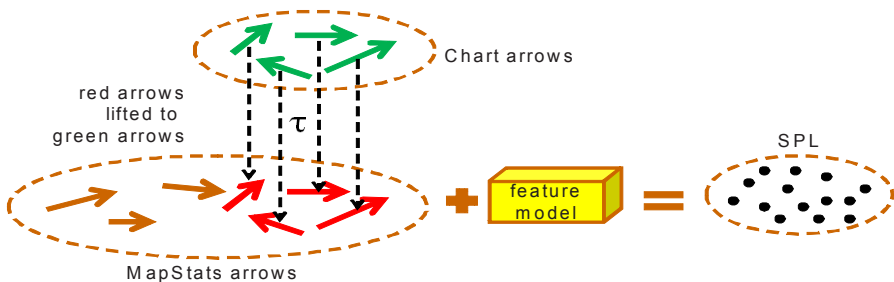 Chart arrows
red arrows
lifted to
green arrows
τ
SPL
feature
model
MapStats arrows